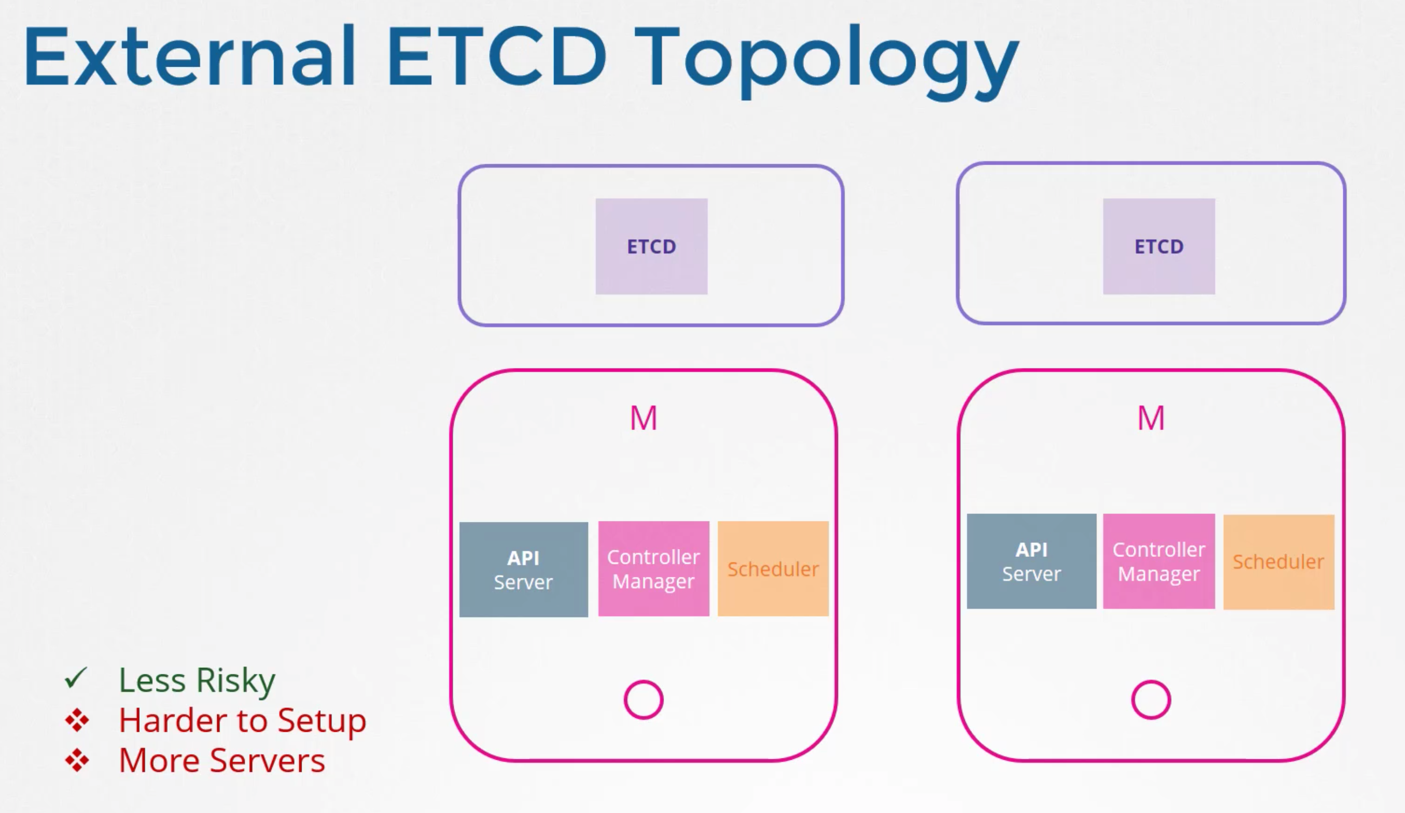 External ETCD Topology
ETCD
ETCD
M
M
API
Server
Controller
Manager
Scheduler
API
Server
Controller
Manager
Scheduler
✓ Less Risky
❖ Harder to Setup
❖ More Servers